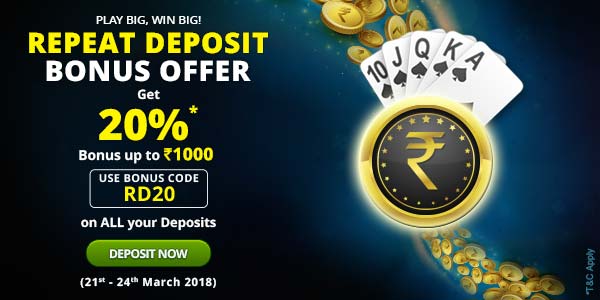 PLAY BIG, WIN BIG!
REPEAT DEPOSIT
BONUS OFFER
Get
20%*
Bonus up to ₹1000
USE BONUS CODE
RD20
on ALL your Deposits
DEPOSIT NOW
(21st - 24th March 2018)
10 J Q K A
₹
*T&C Apply